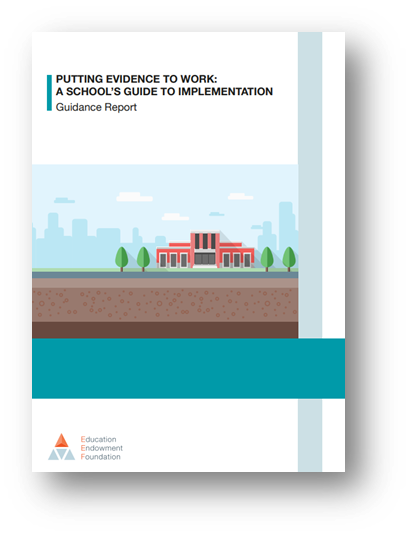 PUTTING EVIDENCE TO WORK:
A SCHOOL'S GUIDE TO IMPLEMENTATION
Guidance Report
Education
Endowment
Foundation